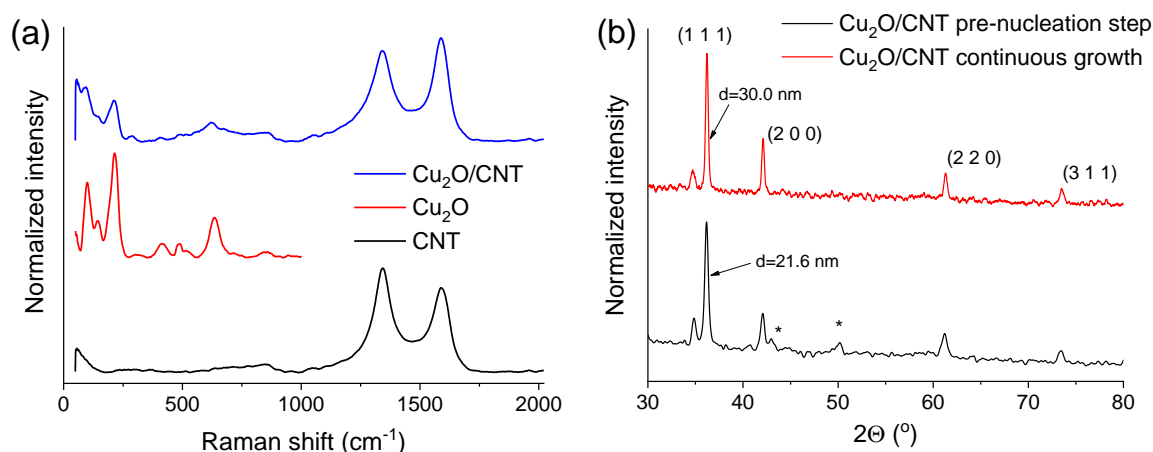 (a)
Normalized intensity
Cu₂O/CNT
Cu₂O
CNT
0
500
1000
1500
2000
Raman shift (cm⁻¹)
(b)
Normalized intensity
Cu₂O/CNT pre-nucleation step
Cu₂O/CNT continuous growth
(1 1 1)
d=30.0 nm
(2 0 0)
(2 2 0)
(3 1 1)
d=21.6 nm
*
*
30
40
50
60
70
80
2Θ (°)